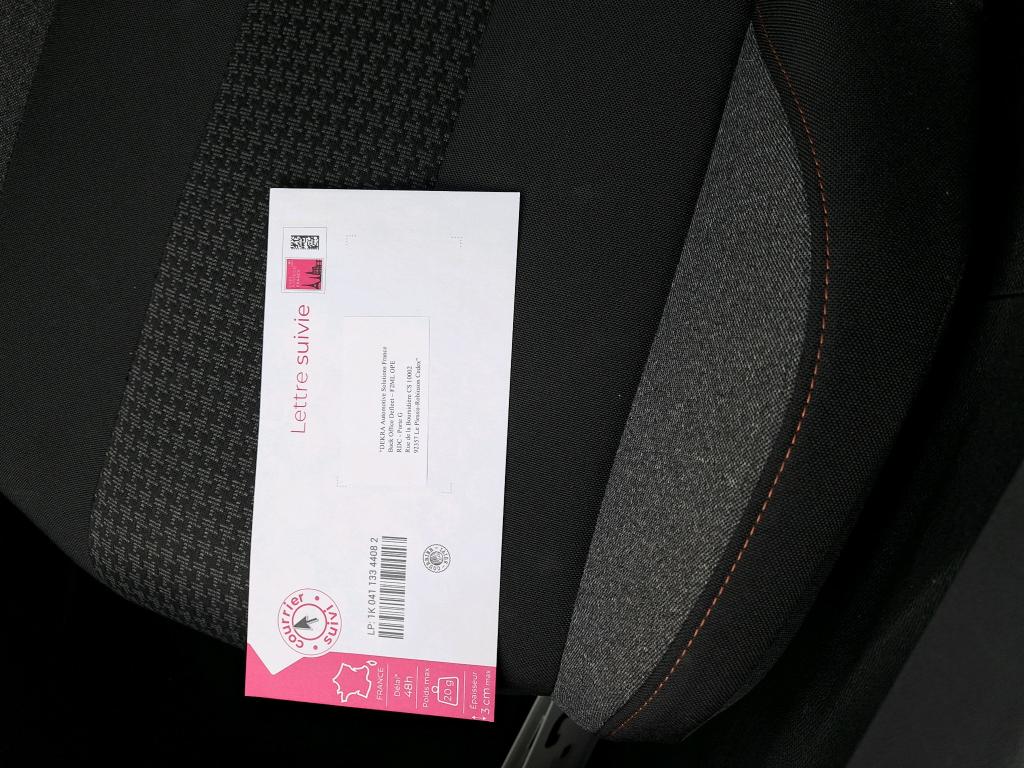 Lettre suivie
"DEKRA Automotive Solutions France
Back Office Defleet - F2ML OPE
RDC - Porte G
Rue de la Boursidière CS 10002
92357 Le Plessis-Robinson Cedex"
LP: 1K 041 133 4408 2
courrier • suivi •
FRANCE
Délai*
48h
Poids max
20 g
Épaisseur
3 cm max